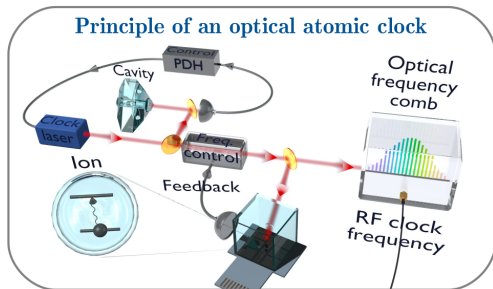 Principle of an optical atomic clock
Control
PDH
Cavity
Optical
frequency
comb
Clock
laser
Freq.
control
Ion
Feedback
RF clock
frequency